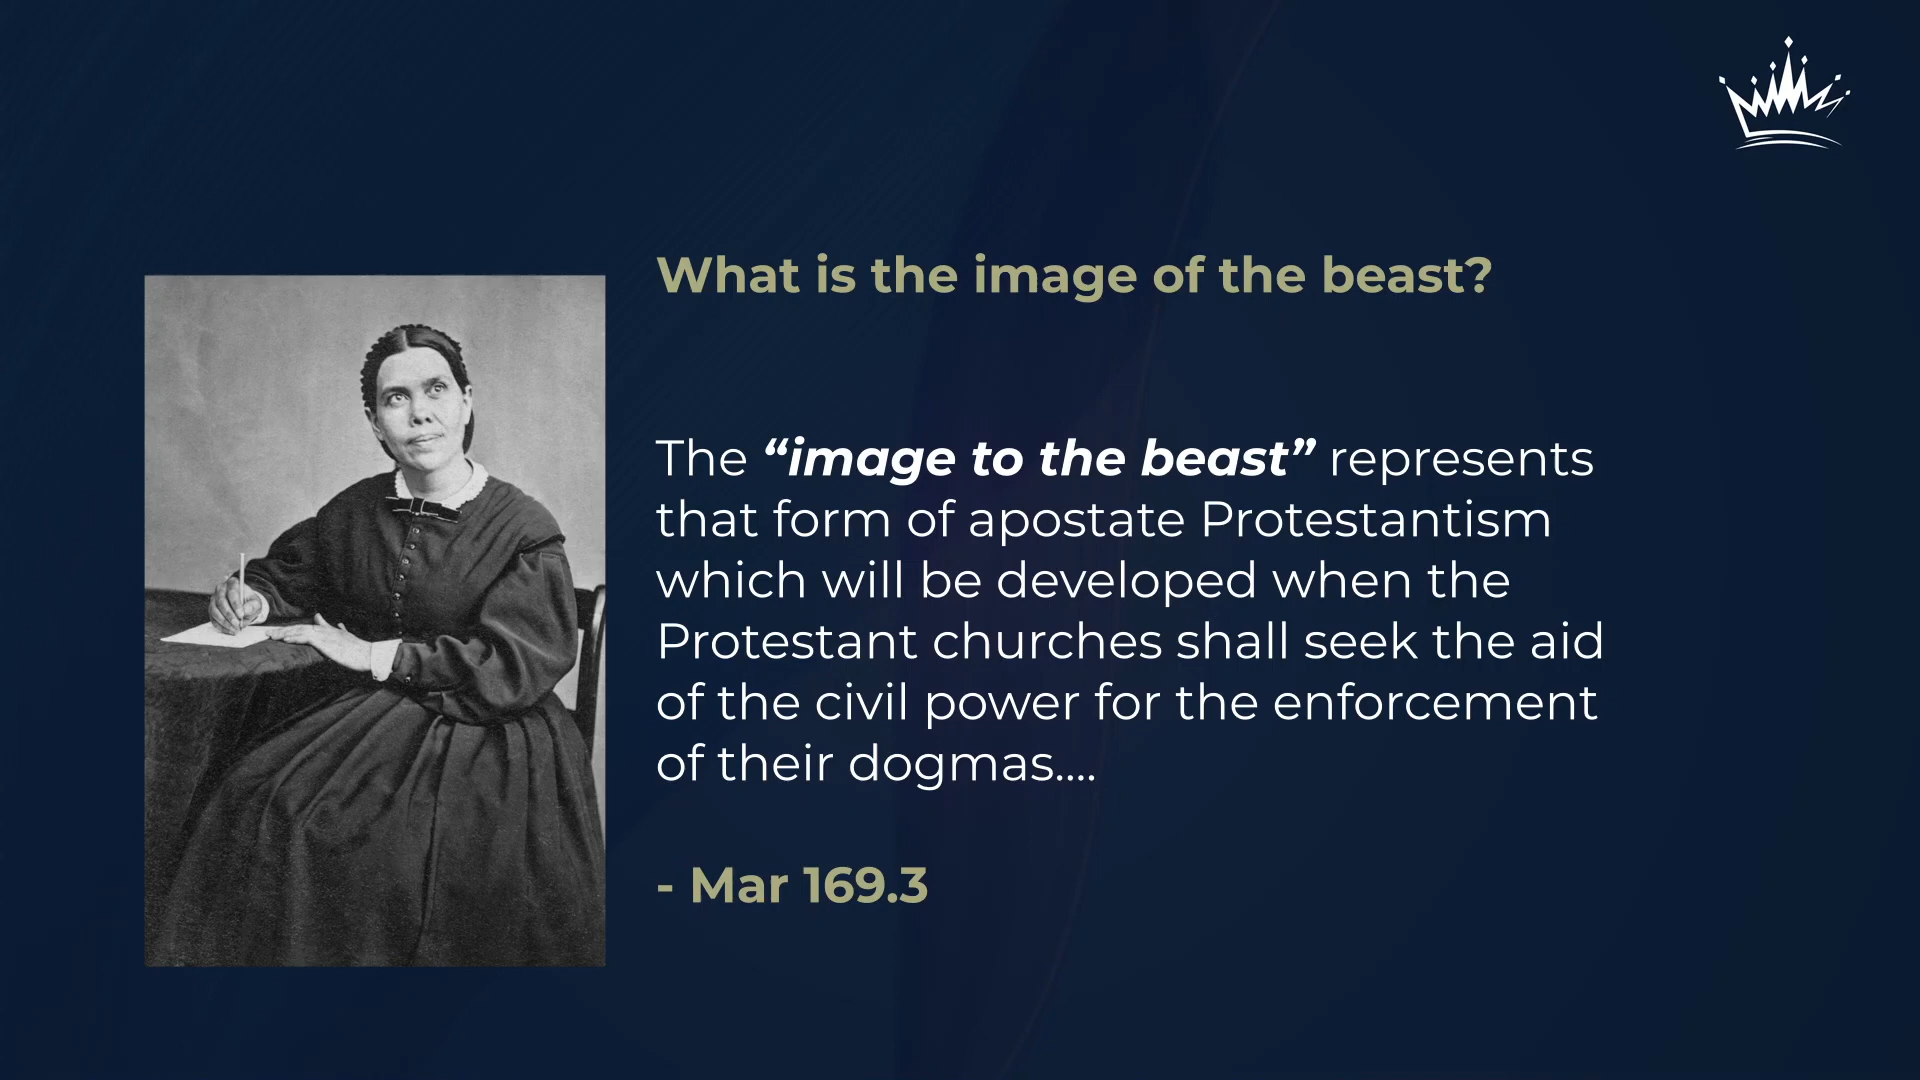 What is the image of the beast?
The “image to the beast” represents
that form of apostate Protestantism
which will be developed when the
Protestant churches shall seek the aid
of the civil power for the enforcement
of their dogmas....
- Mar 169.3